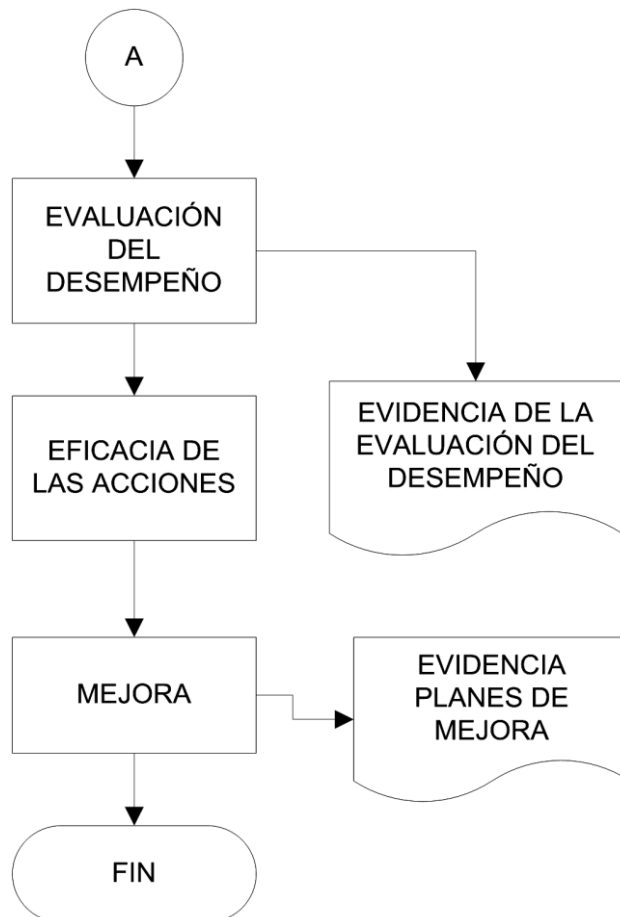 A
EVALUACIÓN
DEL
DESEMPEÑO
EVIDENCIA DE LA
EVALUACIÓN DEL
DESEMPEÑO
EFICACIA DE
LAS ACCIONES
MEJORA
EVIDENCIA
PLANES DE
MEJORA
FIN